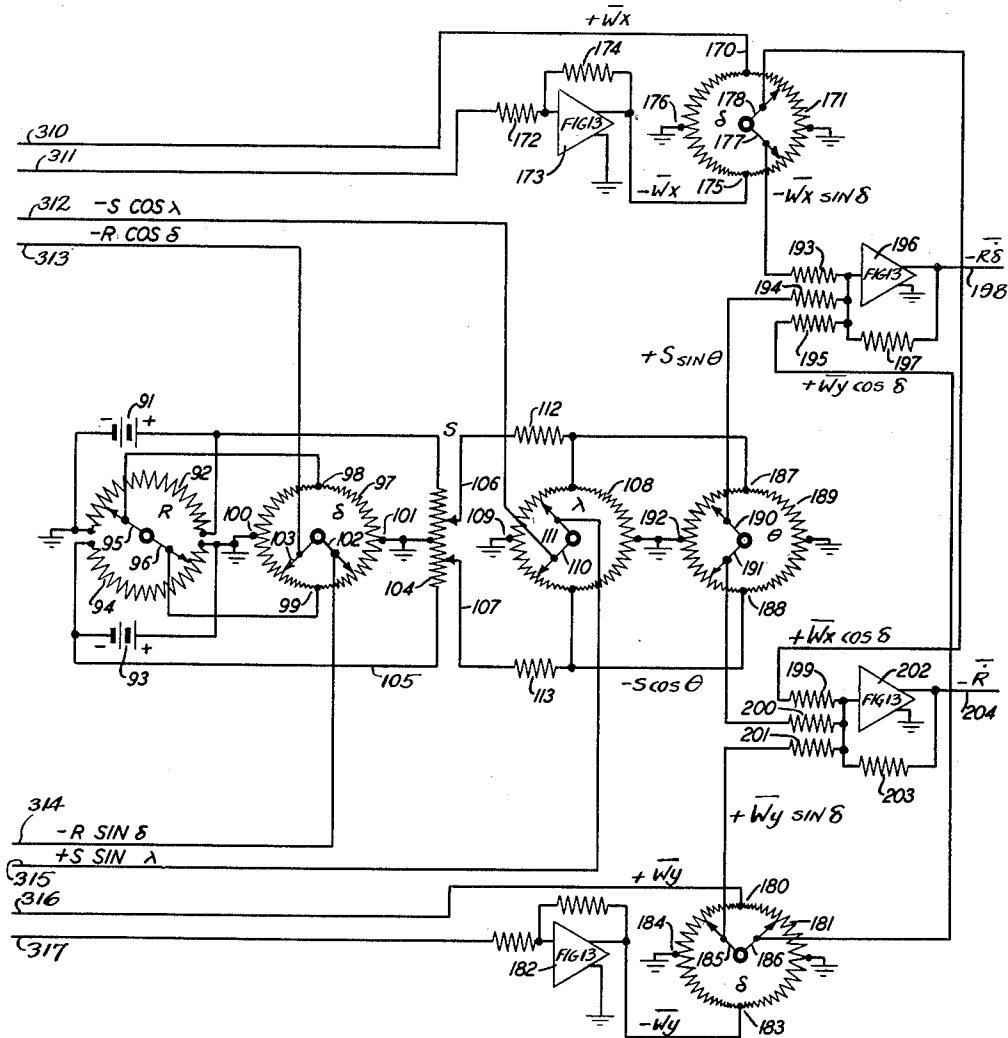 +W̅x
174
170
176
178
171
δ
177
172
FIG13
173
175
310
311
-W̅x
-W̅x SIN δ
312
-S COS λ
-R COS δ
313
193
196
194
FIG13
-R̅δ̇
198
195
197
+S SIN θ
+W̅y COS δ
91
- +
S
112
92
98
97
106
187
R
100
101
109
λ
108
192
189
95
δ
111
190
θ
96
103
102
110
191
94
99
104
107
188
- +
93
105
113
-S COS θ
+W̅x COS δ
199
202
-R̅̇
200
FIG13
204
201
203
314
-R SIN δ
+W̅y SIN δ
+S SIN λ
315
316
+W̅y
180
184
181
317
FIG13
182
185
186
δ
-W̅y
183